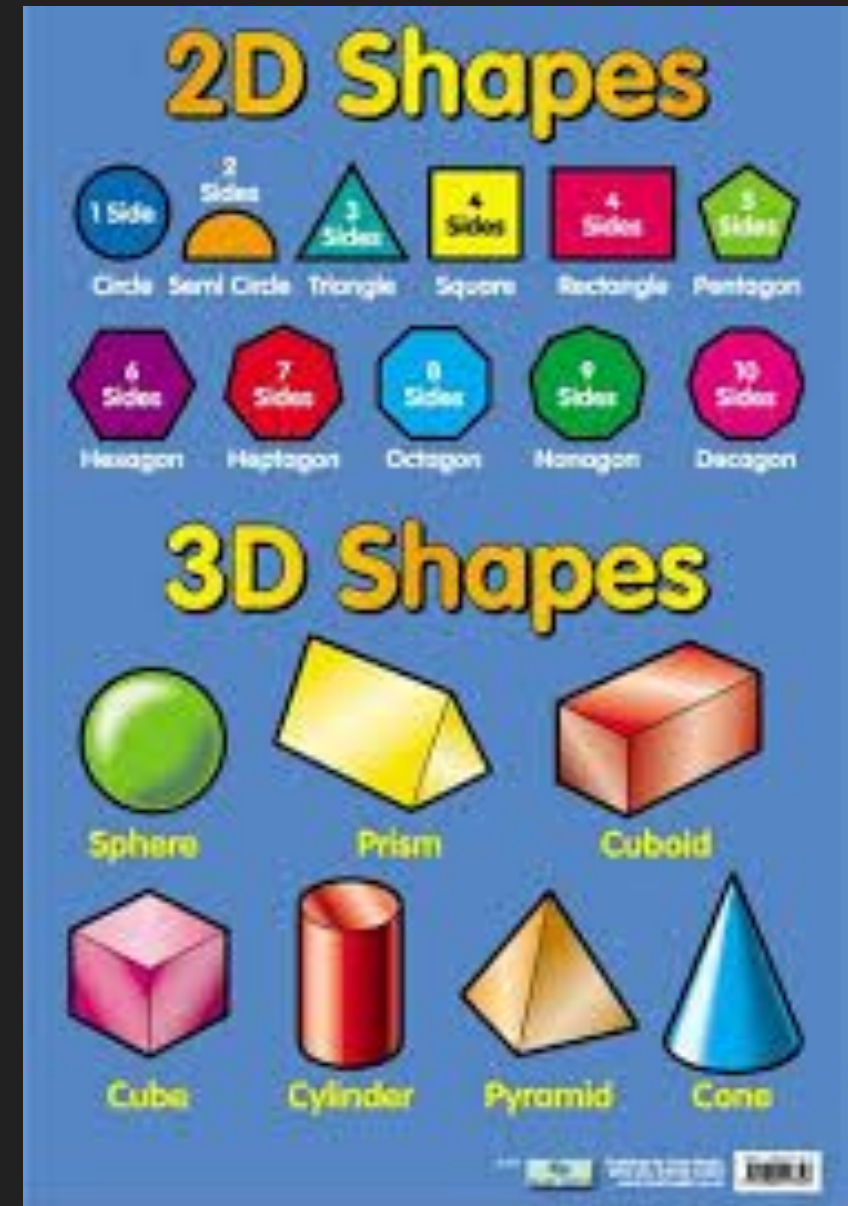 2D Shapes
1 Side
2
Sides
3
Sides
4
Sides
4
Sides
5
Sides
Circle Semi Circle Triangle Square Rectangle Pentagon
6
Sides
7
Sides
8
Sides
9
Sides
10
Sides
Hexagon Heptagon Octagon Nonagon Decagon
3D Shapes
Sphere Prism Cuboid
Cube Cylinder Pyramid Cone